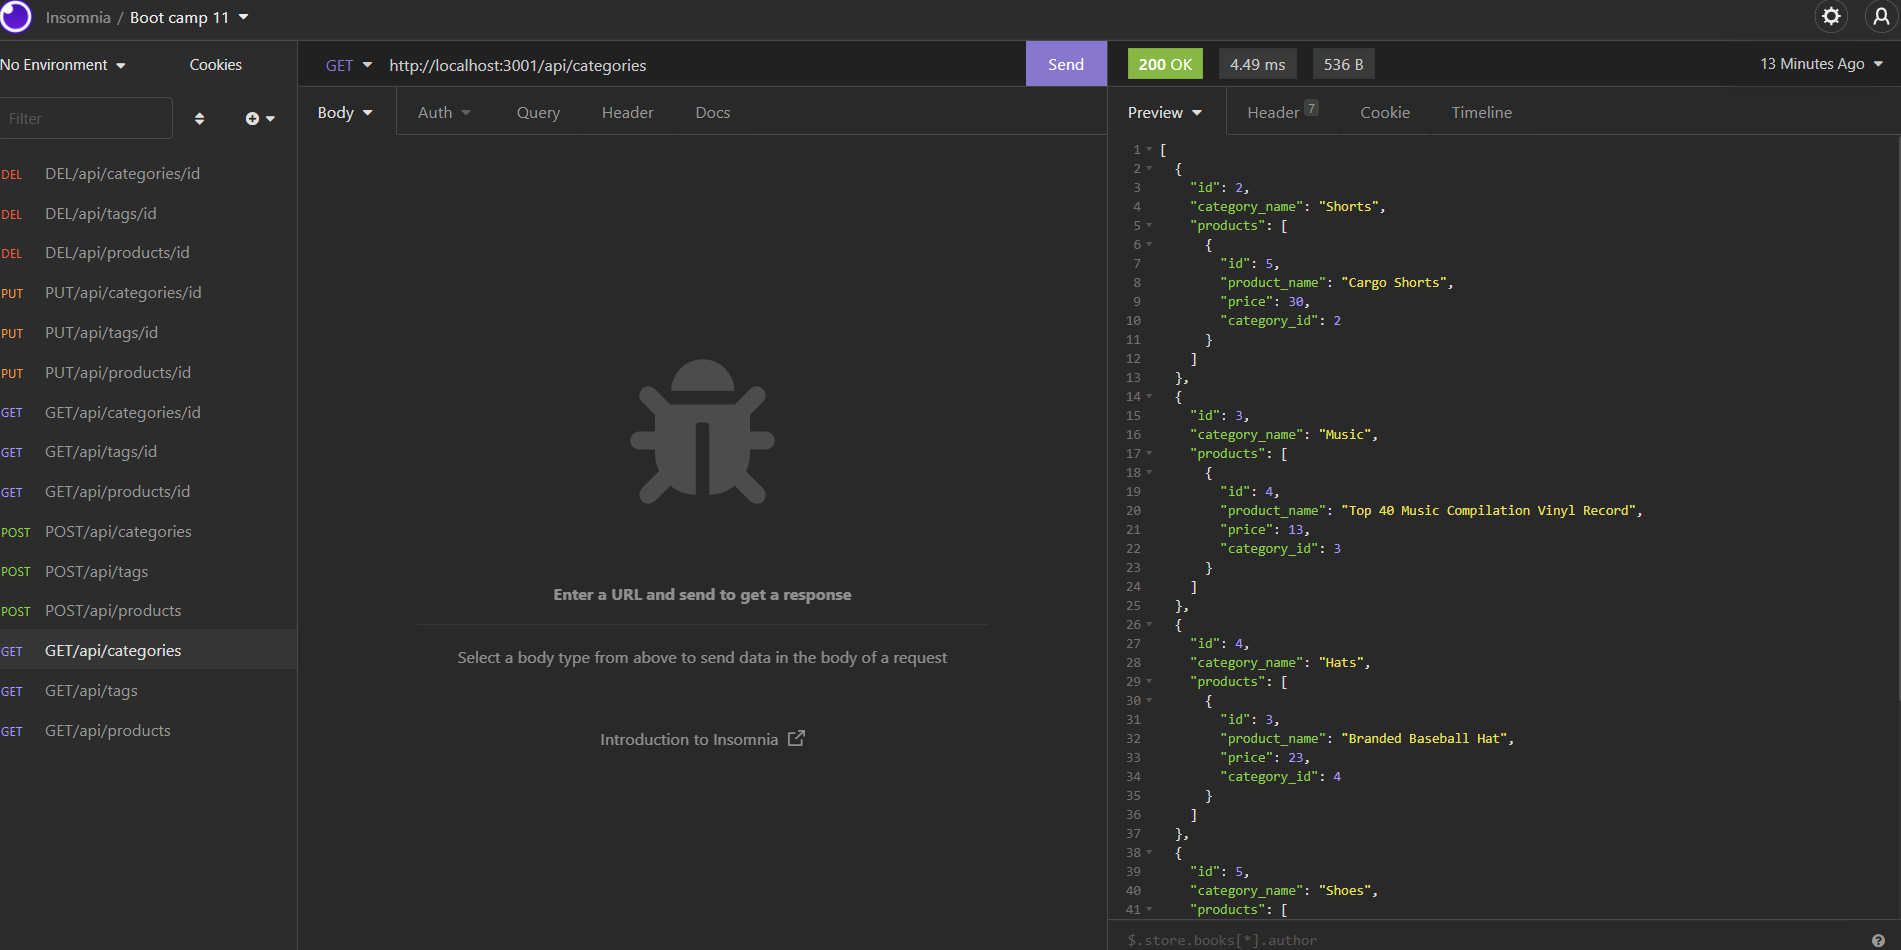 Insomnia / Boot camp 11
No Environment
Cookies
Filter
DEL DEL/api/categories/id
DEL DEL/api/tags/id
DEL DEL/api/products/id
PUT PUT/api/categories/id
PUT PUT/api/tags/id
PUT PUT/api/products/id
GET GET/api/categories/id
GET GET/api/tags/id
GET GET/api/products/id
POST POST/api/categories
POST POST/api/tags
POST POST/api/products
GET GET/api/categories
GET GET/api/tags
GET GET/api/products
GET http://localhost:3001/api/categories Send
Body Auth Query Header Docs
Enter a URL and send to get a response
Select a body type from above to send data in the body of a request
Introduction to Insomnia
200 OK 4.49 ms 536 B 13 Minutes Ago
Preview Header 7 Cookie Timeline
1 [
2 {
3 "id": 2,
4 "category_name": "Shorts",
5 "products": [
6 {
7 "id": 5,
8 "product_name": "Cargo Shorts",
9 "price": 30,
10 "category_id": 2
11 }
12 ]
13 },
14 {
15 "id": 3,
16 "category_name": "Music",
17 "products": [
18 {
19 "id": 4,
20 "product_name": "Top 40 Music Compilation Vinyl Record",
21 "price": 13,
22 "category_id": 3
23 }
24 ]
25 },
26 {
27 "id": 4,
28 "category_name": "Hats",
29 "products": [
30 {
31 "id": 3,
32 "product_name": "Branded Baseball Hat",
33 "price": 23,
34 "category_id": 4
35 }
36 ]
37 },
38 {
39 "id": 5,
40 "category_name": "Shoes",
41 "products": [
$.store.books[*].author